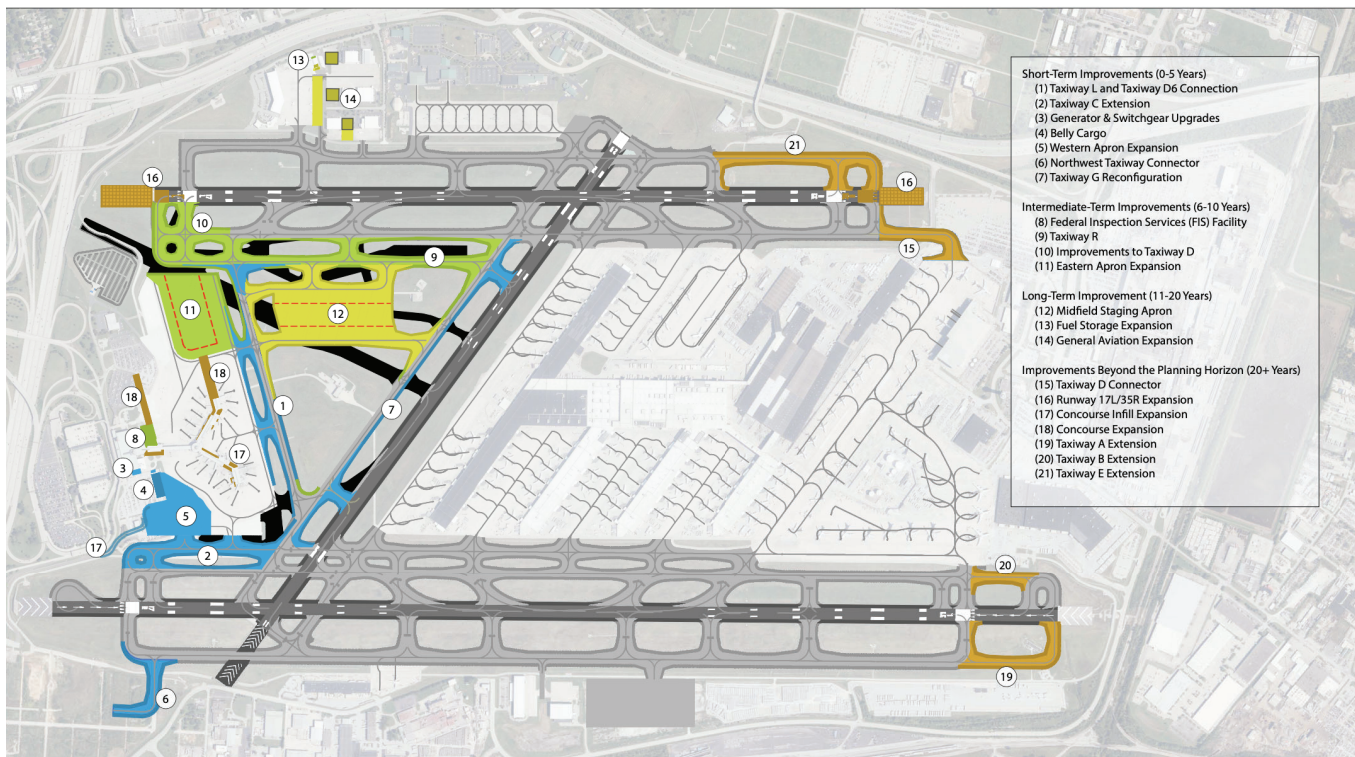 13
14
21
16
16
10
9
15
11
12
18
18
1
7
8
17
3
4
5
17
2
20
6
19
Short-Term Improvements (0-5 Years)
(1) Taxiway L and Taxiway D6 Connection
(2) Taxiway C Extension
(3) Generator & Switchgear Upgrades
(4) Belly Cargo
(5) Western Apron Expansion
(6) Northwest Taxiway Connector
(7) Taxiway G Reconfiguration
Intermediate-Term Improvements (6-10 Years)
(8) Federal Inspection Services (FIS) Facility
(9) Taxiway R
(10) Improvements to Taxiway D
(11) Eastern Apron Expansion
Long-Term Improvement (11-20 Years)
(12) Midfield Staging Apron
(13) Fuel Storage Expansion
(14) General Aviation Expansion
Improvements Beyond the Planning Horizon (20+ Years)
(15) Taxiway D Connector
(16) Runway 17L/35R Expansion
(17) Concourse Infill Expansion
(18) Concourse Expansion
(19) Taxiway A Extension
(20) Taxiway B Extension
(21) Taxiway E Extension